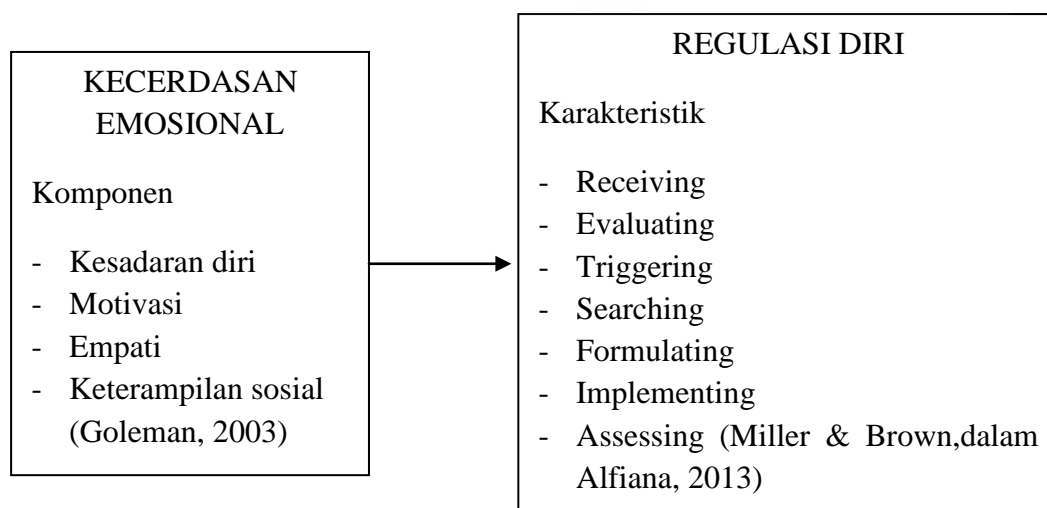 KECERDASAN
EMOSIONAL
Komponen
- Kesadaran diri
- Motivasi
- Empati
- Keterampilan sosial
(Goleman, 2003)
REGULASI DIRI
Karakteristik
- Receiving
- Evaluating
- Triggering
- Searching
- Formulating
- Implementing
- Assessing (Miller & Brown,dalam
Alfiana, 2013)